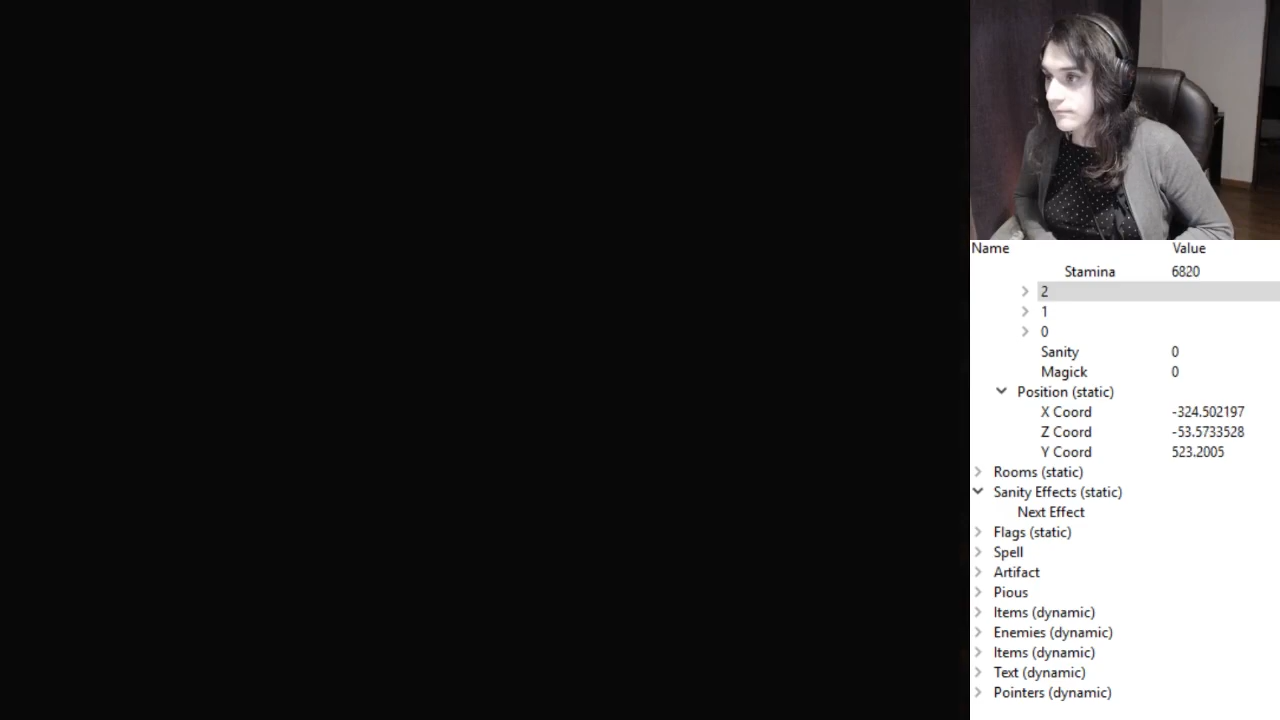 Name Value
Stamina 6820
2
1
0
Sanity 0
Magick 0
Position (static)
X Coord -324.502197
Z Coord -53.5733528
Y Coord 523.2005
Rooms (static)
Sanity Effects (static)
Next Effect
Flags (static)
Spell
Artifact
Pious
Items (dynamic)
Enemies (dynamic)
Items (dynamic)
Text (dynamic)
Pointers (dynamic)